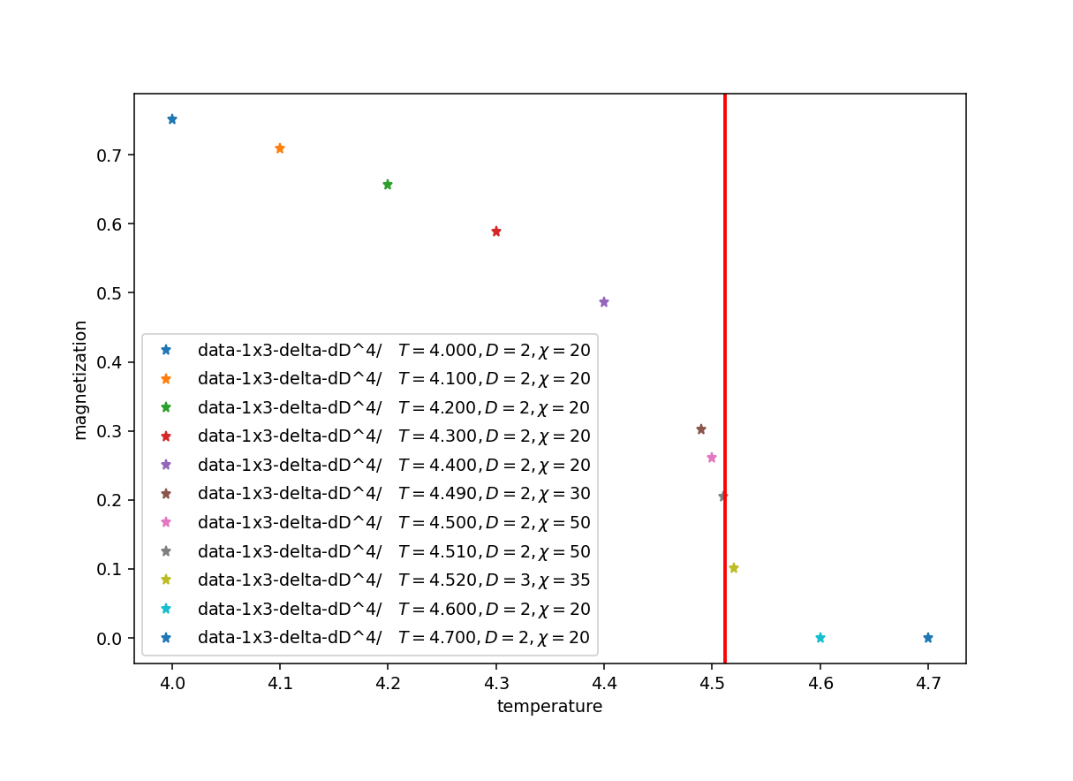 0.7
0.6
0.5
0.4
0.3
0.2
0.1
0.0
magnetization
data-1x3-delta-dD^4/ T = 4.000, D = 2, χ = 20
data-1x3-delta-dD^4/ T = 4.100, D = 2, χ = 20
data-1x3-delta-dD^4/ T = 4.200, D = 2, χ = 20
data-1x3-delta-dD^4/ T = 4.300, D = 2, χ = 20
data-1x3-delta-dD^4/ T = 4.400, D = 2, χ = 20
data-1x3-delta-dD^4/ T = 4.490, D = 2, χ = 30
data-1x3-delta-dD^4/ T = 4.500, D = 2, χ = 50
data-1x3-delta-dD^4/ T = 4.510, D = 2, χ = 50
data-1x3-delta-dD^4/ T = 4.520, D = 3, χ = 35
data-1x3-delta-dD^4/ T = 4.600, D = 2, χ = 20
data-1x3-delta-dD^4/ T = 4.700, D = 2, χ = 20
4.0 4.1 4.2 4.3 4.4 4.5 4.6 4.7
temperature